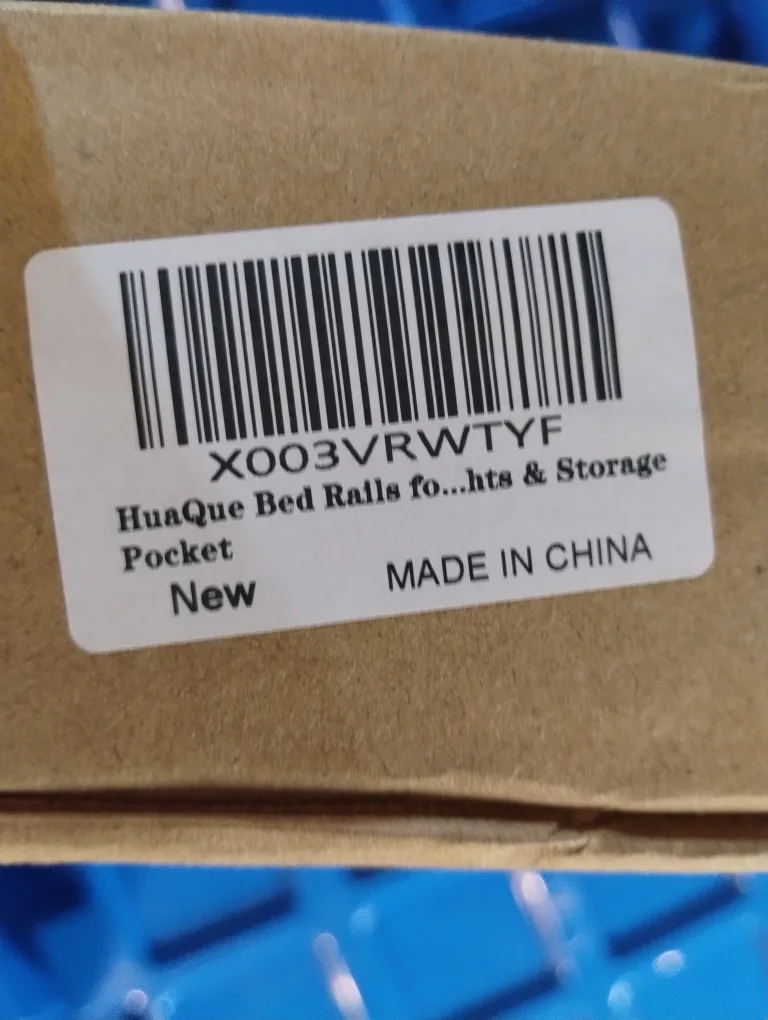 X003VRWTYF
HuaQue Bed Rails fo...hts & Storage
Pocket
New
MADE IN CHINA